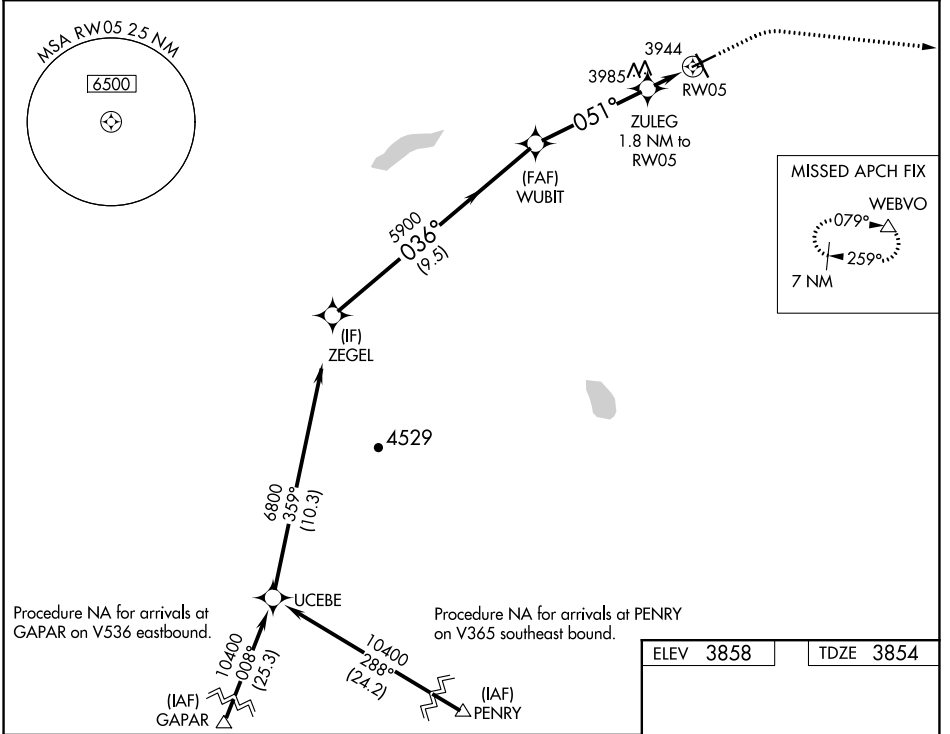 MSA RW05 25 NM
6500
3944
3985
RW05
051°
ZULEG
1.8 NM to
RW05
(FAF)
WUBIT
MISSED APCH FIX
WEBVO
079°
259°
7 NM
5900
036°
(9.5)
(IF)
ZEGEL
4529
6800
359°
(10.3)
UCEBE
Procedure NA for arrivals at
GAPAR on V536 eastbound.
Procedure NA for arrivals at PENRY
on V365 southeast bound.
10400
008°
(25.3)
10400
288°
(24.2)
(IAF)
GAPAR
(IAF)
PENRY
ELEV 3858
TDZE 3854